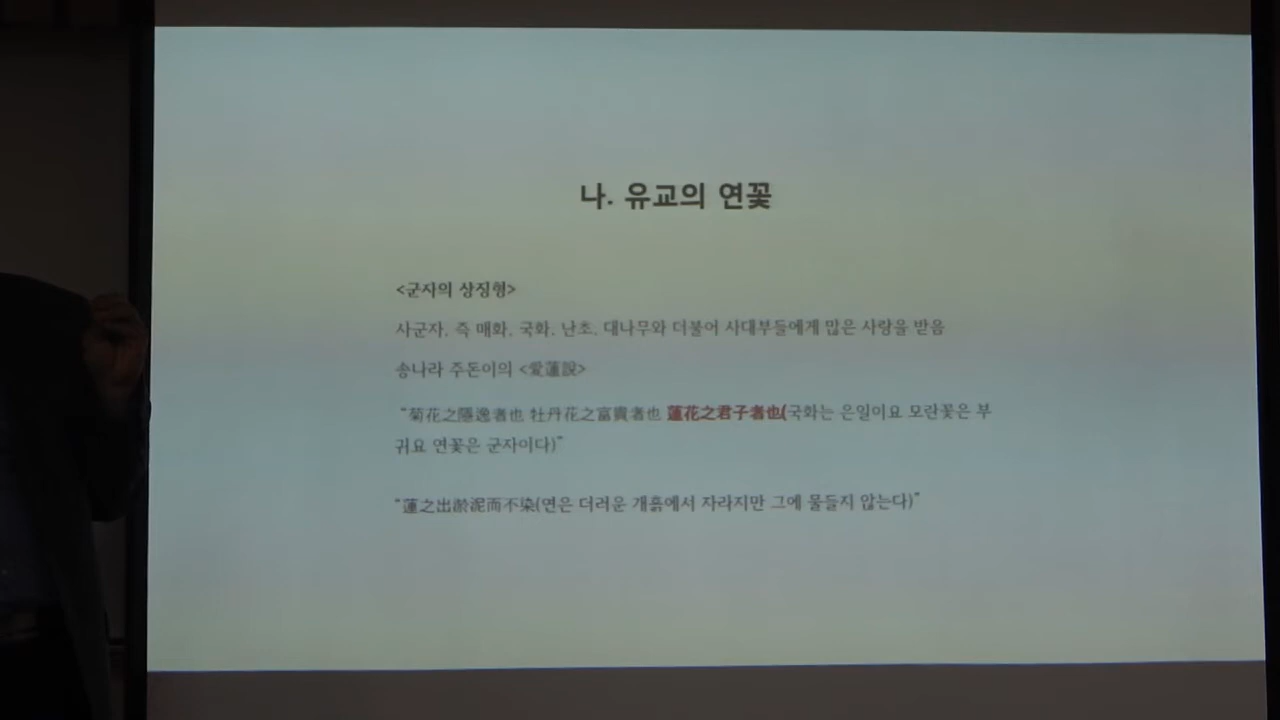 나. 유교의 연꽃
<군자의 상징형>
사군자, 즉 매화, 국화, 난초, 대나무와 더불어 사대부들에게 많은 사랑을 받음
송나라 주돈이의 <愛蓮說>
“菊花之隱逸者也 牡丹花之富貴者也 蓮花之君子者也(국화는 은일이요 모란꽃은 부
귀요 연꽃은 군자이다)”
“蓮之出淤泥而不染(연은 더러운 개흙에서 자라지만 그에 물들지 않는다)”